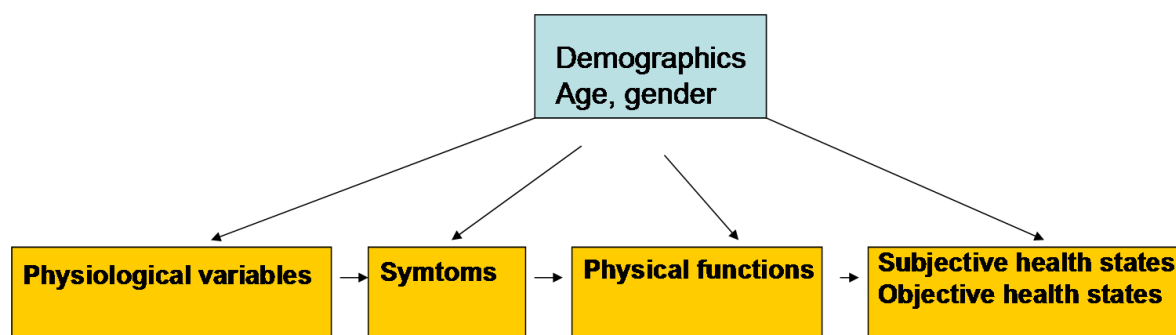 Demographics
Age, gender
Physiological variables
Symtoms
Physical functions
Subjective health states
Objective health states